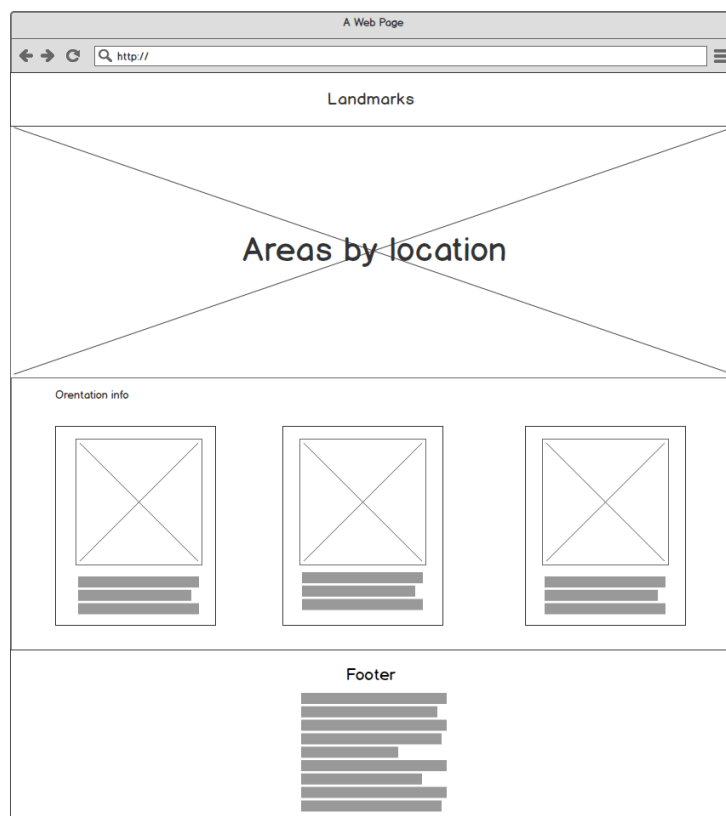 A Web Page
http://
Landmarks
Areas by location
Orentation info
Footer